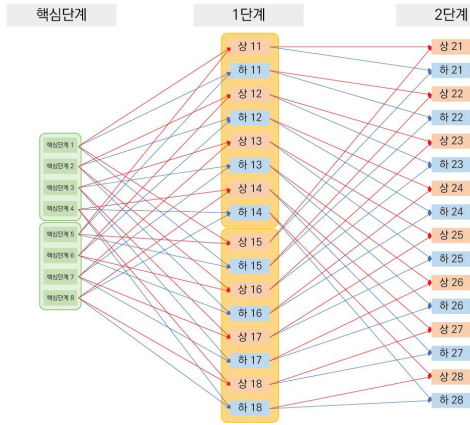 핵심단계
1단계
2단계
핵심단계 1
핵심단계 2
핵심단계 3
핵심단계 4
핵심단계 5
핵심단계 6
핵심단계 7
핵심단계 8
상 11
하 11
상 12
하 12
상 13
하 13
상 14
하 14
상 15
하 15
상 16
하 16
상 17
하 17
상 18
하 18
상 21
하 21
상 22
하 22
상 23
하 23
상 24
하 24
상 25
하 25
상 26
하 26
상 27
하 27
상 28
하 28